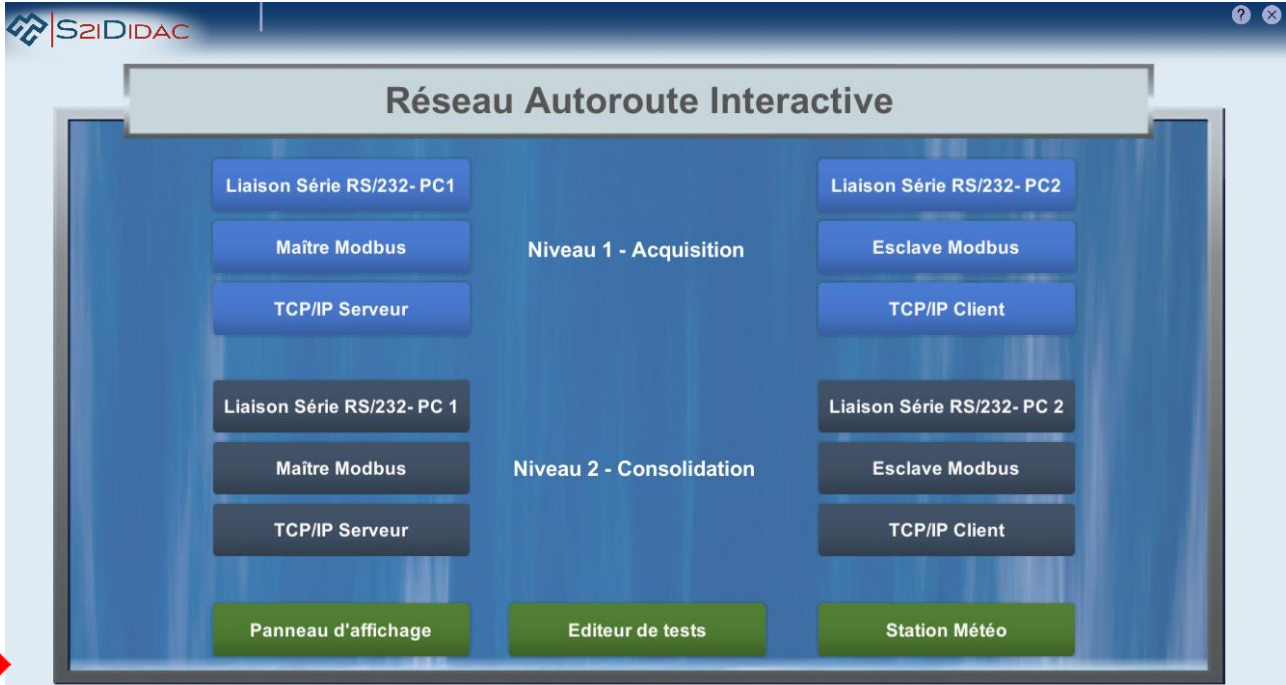 S2IDIDAC
?
Réseau Autoroute Interactive
Liaison Série RS/232- PC1
Liaison Série RS/232- PC2
Maître Modbus
Niveau 1 - Acquisition
Esclave Modbus
TCP/IP Serveur
TCP/IP Client
Liaison Série RS/232- PC 1
Liaison Série RS/232- PC 2
Maître Modbus
Niveau 2 - Consolidation
Esclave Modbus
TCP/IP Serveur
TCP/IP Client
Panneau d'affichage
Editeur de tests
Station Météo